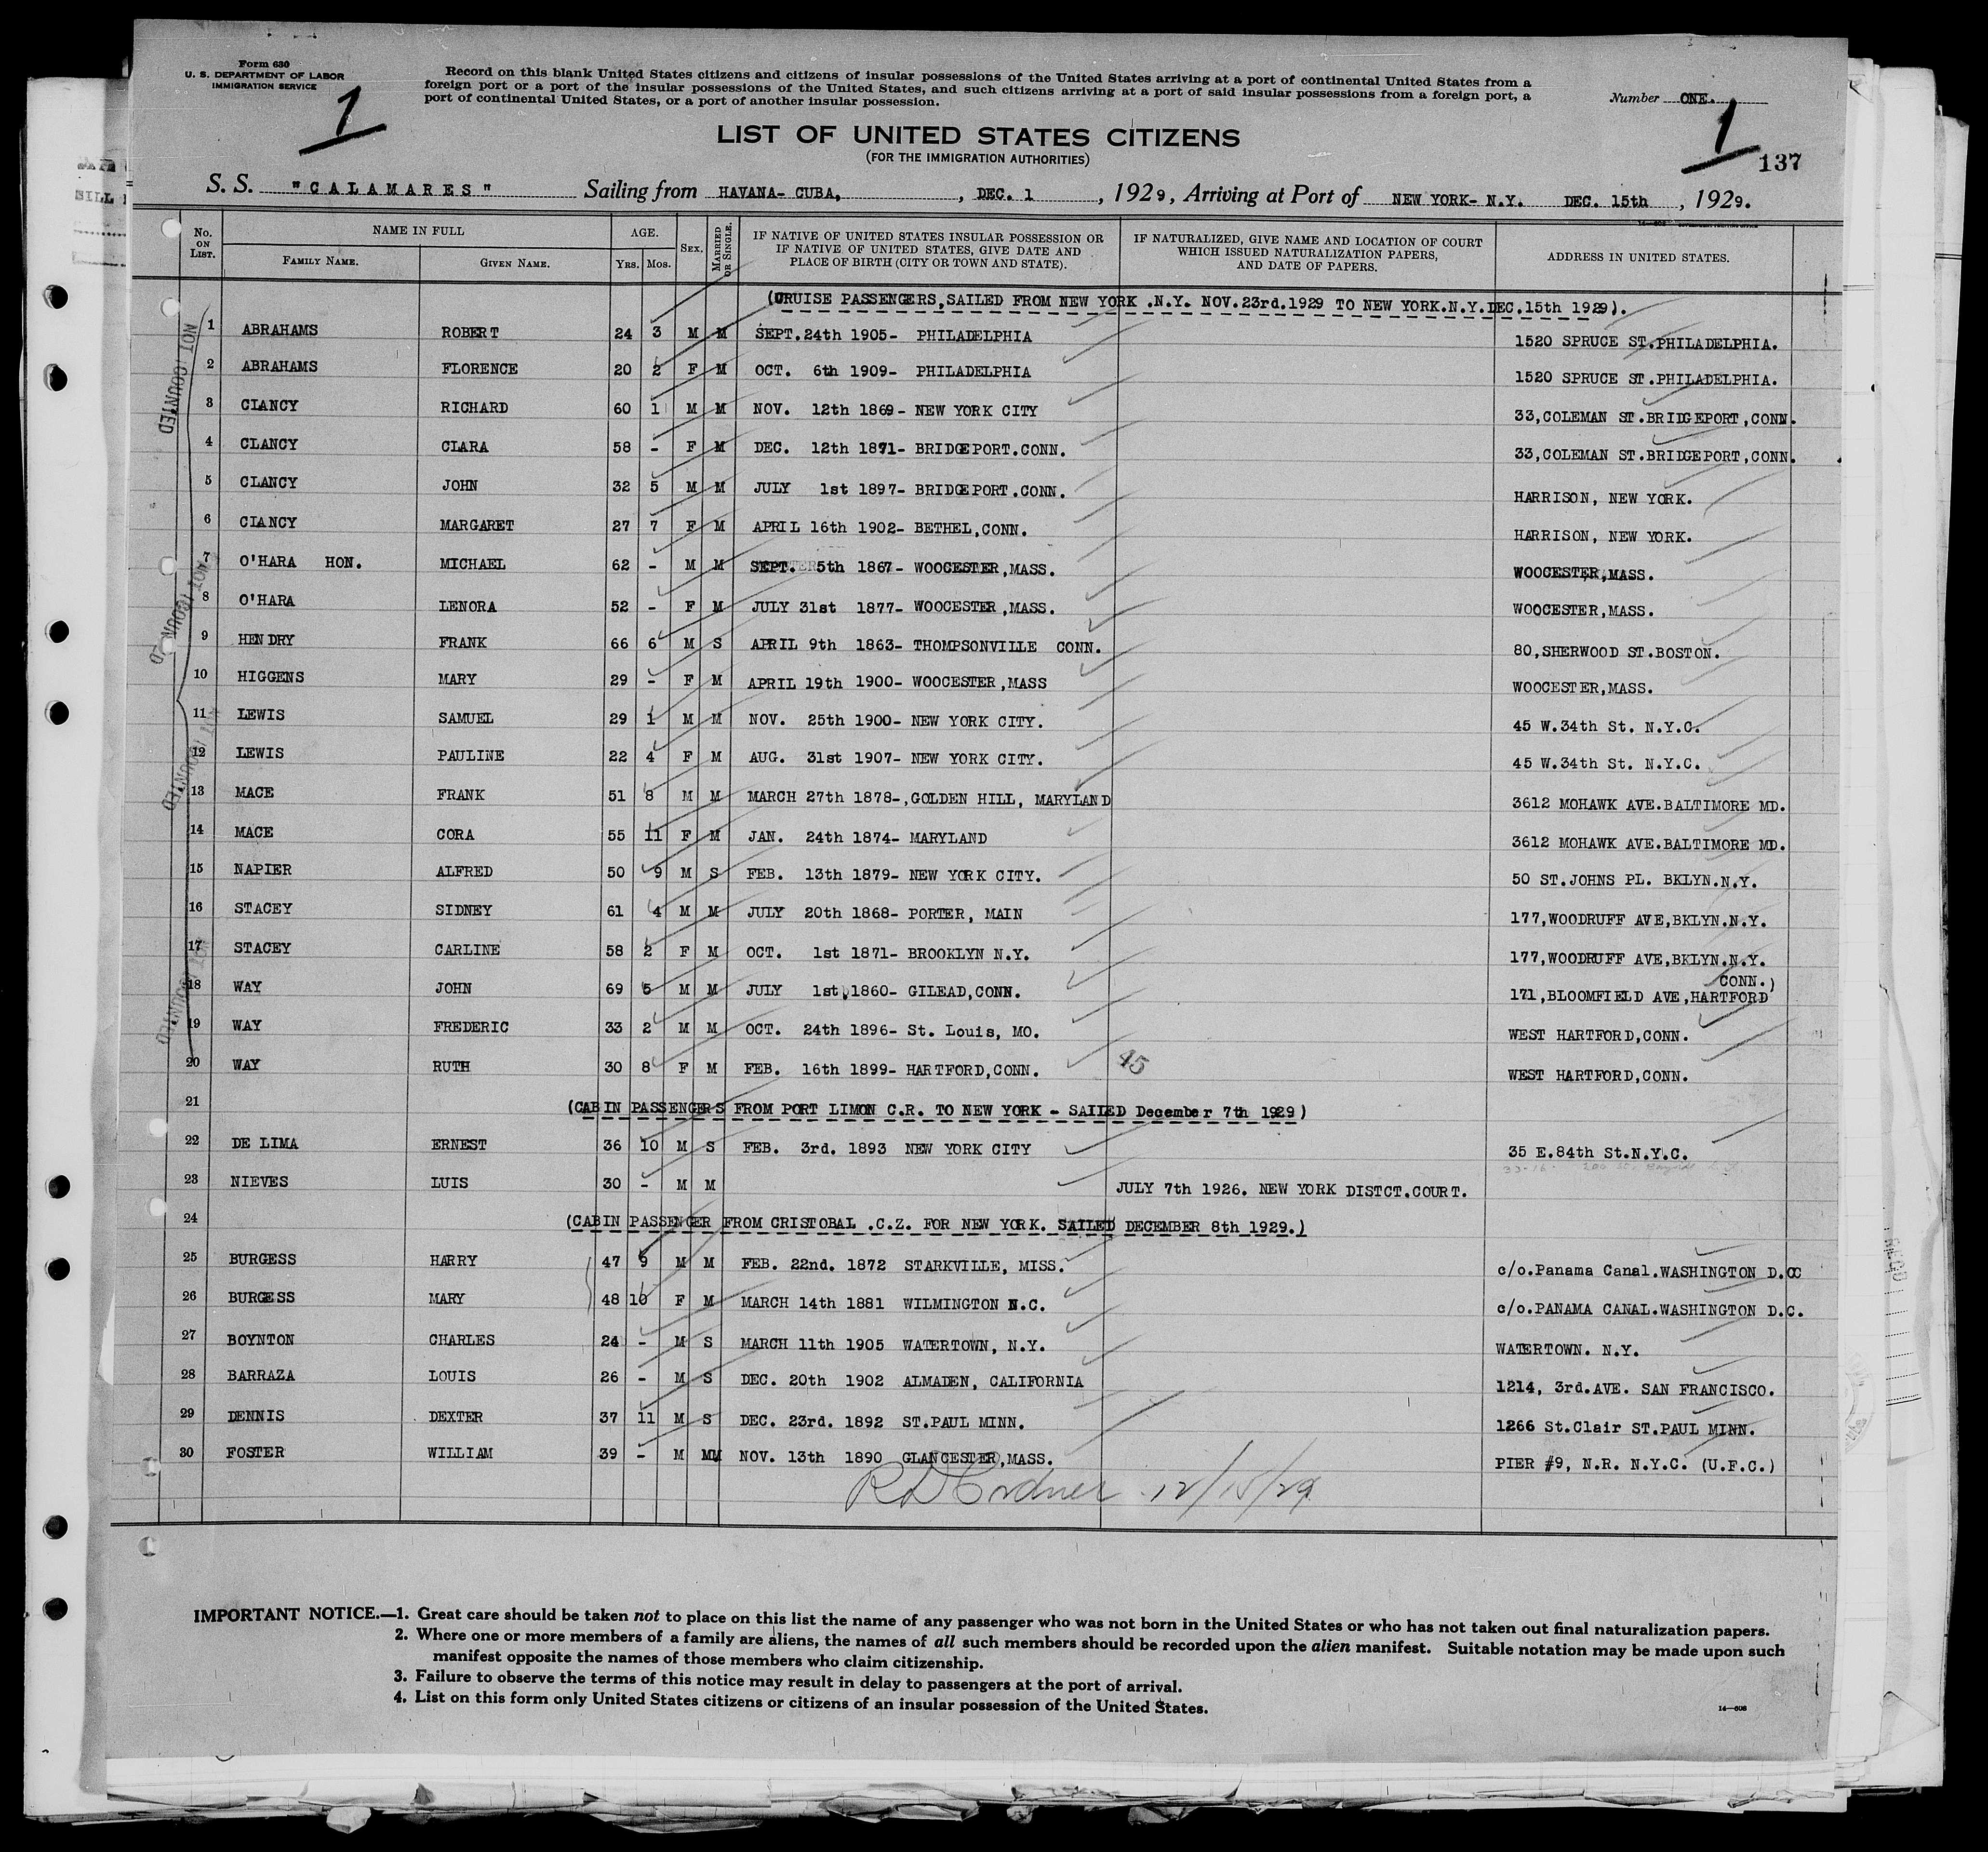 Form 630
U. S. DEPARTMENT OF LABOR
IMMIGRATION SERVICE
1
Record on this blank United States citizens and citizens of insular possessions of the United States arriving at a port of continental United States from a
foreign port or a port of the insular possessions of the United States, and such citizens arriving at a port of said insular possessions from a foreign port, a
port of continental United States, or a port of another insular possession.
Number ONE.
1
137
LIST OF UNITED STATES CITIZENS
(FOR THE IMMIGRATION AUTHORITIES)
S. S. "CALAMARES" Sailing from HAVANA- CUBA, , DEC. 1 , 1929, Arriving at Port of NEW YORK- N.Y. DEC. 15th , 1929.
No. ON LIST. NAME IN FULL FAMILY NAME. GIVEN NAME. AGE. Yrs. Mos. SEX. MARRIED OR SINGLE. IF NATIVE OF UNITED STATES INSULAR POSSESSION OR IF NATIVE OF UNITED STATES, GIVE DATE AND PLACE OF BIRTH (CITY OR TOWN AND STATE). IF NATURALIZED, GIVE NAME AND LOCATION OF COURT WHICH ISSUED NATURALIZATION PAPERS, AND DATE OF PAPERS. ADDRESS IN UNITED STATES.
(CRUISE PASSENGERS,SAILED FROM NEW YORK .N.Y. NOV.23rd.1929 TO NEW YORK.N.Y.DEC.15th 1929).
NOT COUNTED
1 ABRAHAMS ROBERT 24 3 M M SEPT.24th 1905- PHILADELPHIA 1520 SPRUCE ST.PHILADELPHIA.
2 ABRAHAMS FLORENCE 20 2 F M OCT. 6th 1909- PHILADELPHIA 1520 SPRUCE ST.PHILADELPHIA.
3 CLANCY RICHARD 60 1 M M NOV. 12th 1869- NEW YORK CITY 33,COLEMAN ST.BRIDGEPORT,CONN.
4 CLANCY CLARA 58 - F M DEC. 12th 1871- BRIDGEPORT.CONN. 33,COLEMAN ST.BRIDGEPORT,CONN.
5 CLANCY JOHN 32 5 M M JULY 1st 1897- BRIDGEPORT.CONN. HARRISON, NEW YORK.
6 CLANCY MARGARET 27 7 F M APRIL 16th 1902- BETHEL,CONN. HARRISON, NEW YORK.
7 O'HARA HON. MICHAEL 62 - M M SEPT. 5th 1867- WOOCESTER,MASS. WOOCESTER,MASS.
NOT COUNTED
8 O'HARA LENORA 52 - F M JULY 31st 1877- WOOCESTER,MASS. WOOCESTER,MASS.
9 HENDRY FRANK 66 6 M S APRIL 9th 1863- THOMPSONVILLE CONN. 80,SHERWOOD ST.BOSTON.
10 HIGGENS MARY 29 - F M APRIL 19th 1900- WOOCESTER,MASS WOOCESTER,MASS.
11 LEWIS SAMUEL 29 1 M M NOV. 25th 1900- NEW YORK CITY. 45 W.34th St. N.Y.C.
NOT COUNTED
12 LEWIS PAULINE 22 4 F M AUG. 31st 1907- NEW YORK CITY. 45 W.34th St. N.Y.C.
13 MACE FRANK 51 8 M M MARCH 27th 1878-,GOLDEN HILL, MARYLAND 3612 MOHAWK AVE.BALTIMORE MD.
14 MACE CORA 55 11 F M JAN. 24th 1874- MARYLAND 3612 MOHAWK AVE.BALTIMORE MD.
15 NAPIER ALFRED 50 9 M S FEB. 13th 1879- NEW YORK CITY. 50 ST.JOHNS PL. BKLYN.N.Y.
16 STACEY SIDNEY 61 4 M M JULY 20th 1868- PORTER, MAIN 177,WOODRUFF AVE,BKLYN.N.Y.
17 STACEY CARLINE 58 2 F M OCT. 1st 1871- BROOKLYN N.Y. 177,WOODRUFF AVE,BKLYN.N.Y.
NOT COUNTED
CONN.)
18 WAY JOHN 69 5 M M JULY 1st,1860- GILEAD,CONN. 171,BLOOMFIELD AVE,HARTFORD
19 WAY FREDERIC 33 2 M M OCT. 24th 1896- St. Louis, MO. WEST HARTFORD,CONN.
20 WAY RUTH 30 8 F M FEB. 16th 1899- HARTFORD,CONN. 45 WEST HARTFORD,CONN.
21 (CABIN PASSENGERS FROM PORT LIMON C.R. TO NEW YORK - SAILED December 7th 1929)
22 DE LIMA ERNEST 36 10 M S FEB. 3rd. 1893 NEW YORK CITY 35 E.84th St.N.Y.C.
23 NIEVES LUIS 30 - M M JULY 7th 1926. NEW YORK DISTCT.COURT.
24 (CABIN PASSENGER FROM CRISTOBAL .C.Z. FOR NEW YORK. SAILED DECEMBER 8th 1929.)
25 BURGESS HARRY 47 9 M M FEB. 22nd. 1872 STARKVILLE, MISS. c/o.Panama Canal.WASHINGTON D.CC
26 BURGESS MARY 48 10 F M MARCH 14th 1881 WILMINGTON N.C. c/o.PANAMA CANAL.WASHINGTON D.C.
27 BOYNTON CHARLES 24 - M S MARCH 11th 1905 WATERTOWN, N.Y. WATERTOWN. N.Y.
28 BARRAZA LOUIS 26 - M S DEC. 20th 1902 ALMADEN, CALIFORNIA 1214, 3rd.AVE. SAN FRANCISCO.
29 DENNIS DEXTER 37 11 M S DEC. 23rd. 1892 ST.PAUL MINN. 1266 St.Clair ST.PAUL MINN.
30 FOSTER WILLIAM 39 - M MM NOV. 13th 1890 GLANCESTER,MASS. PIER #9, N.R. N.Y.C. (U.F.C.)
12/15/29
IMPORTANT NOTICE.—1. Great care should be taken not to place on this list the name of any passenger who was not born in the United States or who has not taken out final naturalization papers.
2. Where one or more members of a family are aliens, the names of all such members should be recorded upon the alien manifest. Suitable notation may be made upon such
manifest opposite the names of those members who claim citizenship.
3. Failure to observe the terms of this notice may result in delay to passengers at the port of arrival.
4. List on this form only United States citizens or citizens of an insular possession of the United States.
14—608